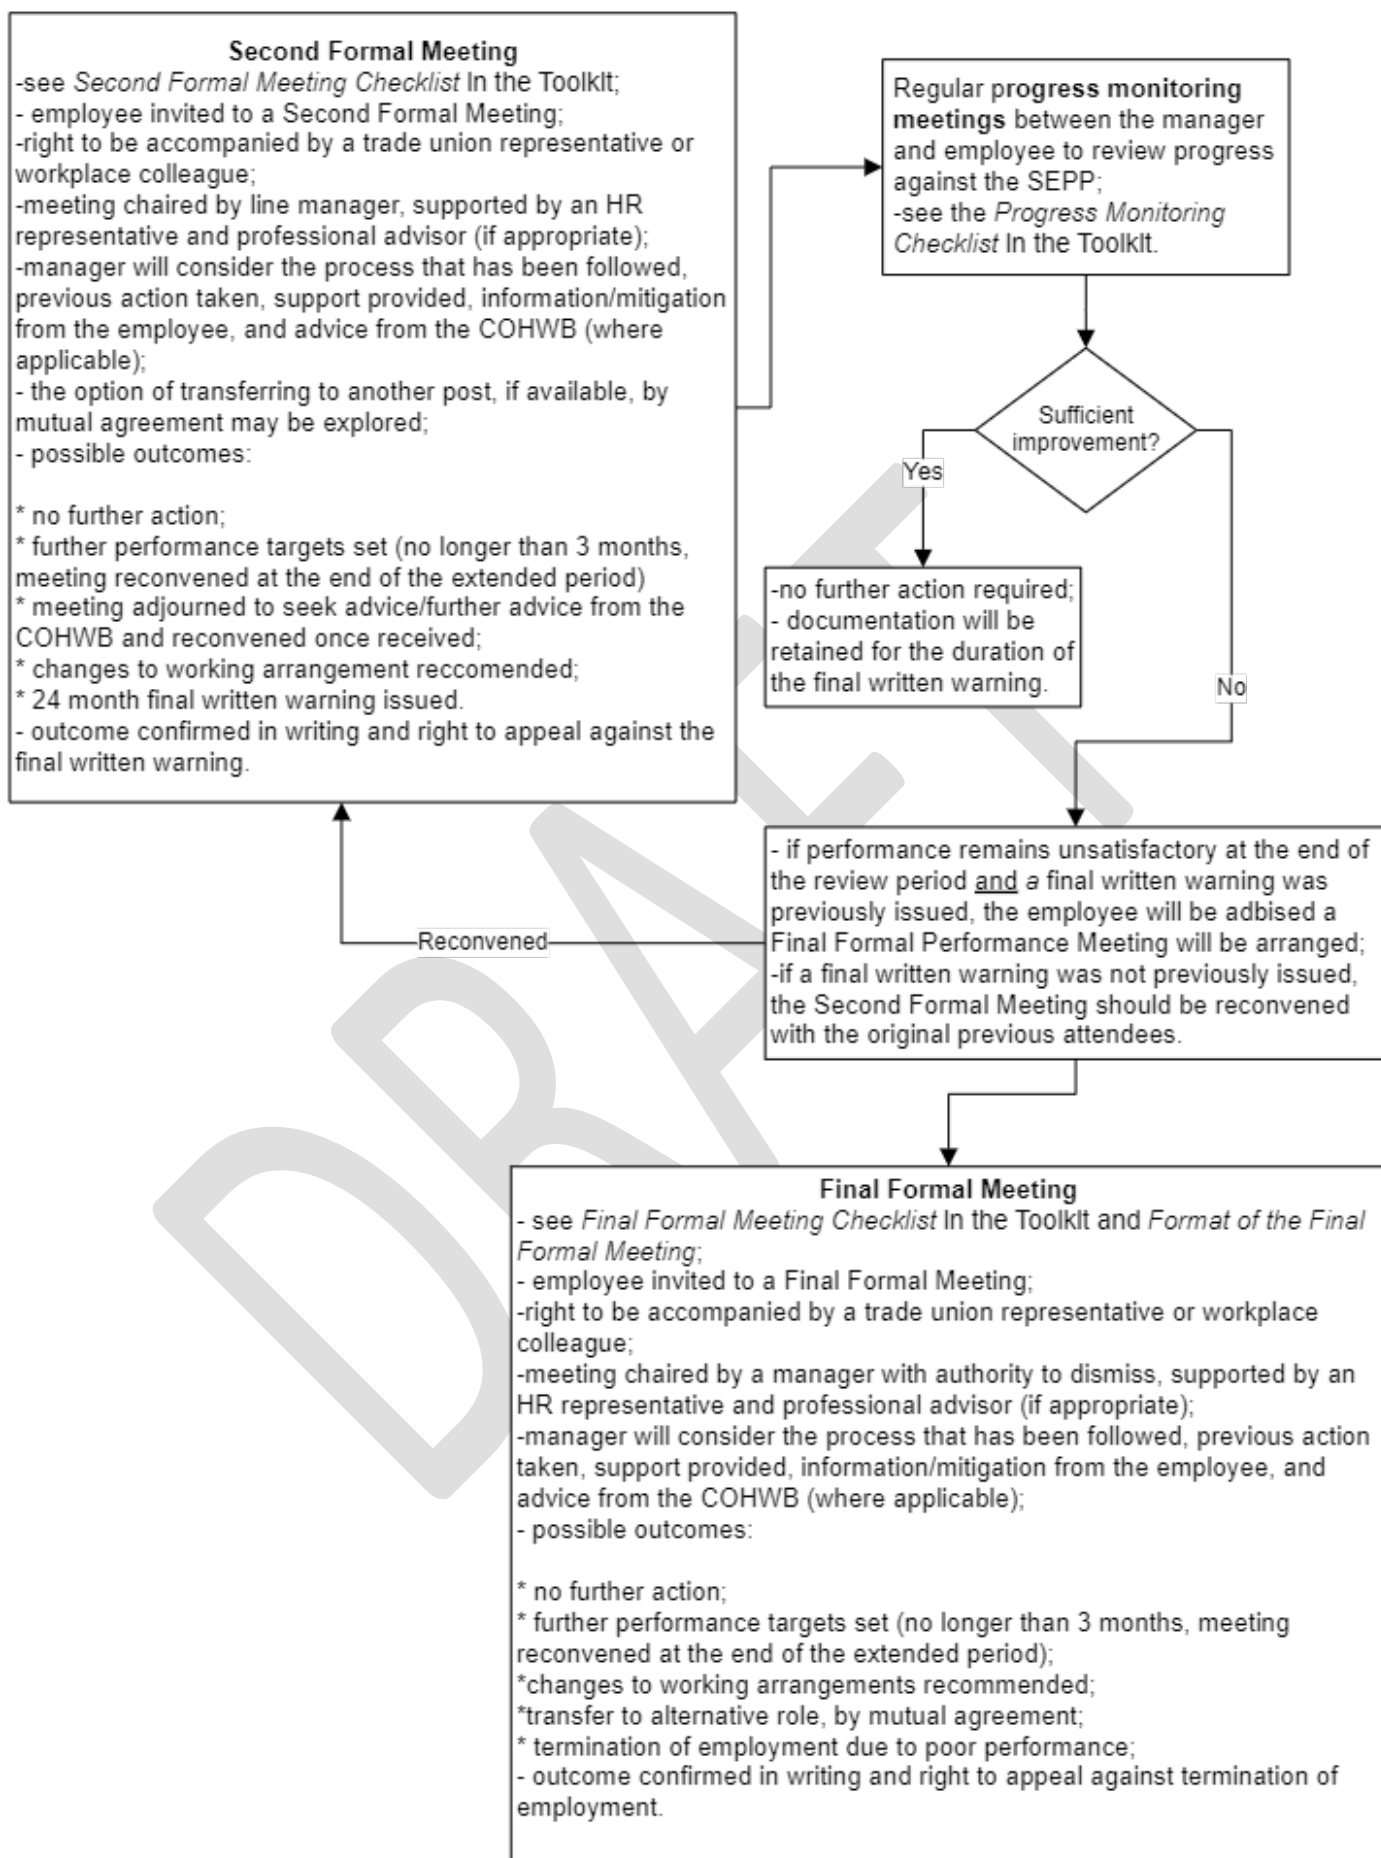 Second Formal Meeting
-see Second Formal Meeting Checklist In the ToolkIt;
- employee invited to a Second Formal Meeting;
-right to be accompanied by a trade union representative or
workplace colleague;
-meeting chaired by line manager, supported by an HR
representative and professional advisor (if appropriate);
-manager will consider the process that has been followed,
previous action taken, support provided, information/mitigation
from the employee, and advice from the COHWB (where
applicable);
- the option of transferring to another post, if available, by
mutual agreement may be explored;
- possible outcomes:
* no further action;
* further performance targets set (no longer than 3 months,
meeting reconvened at the end of the extended period)
* meeting adjourned to seek advice/further advice from the
COHWB and reconvened once received;
* changes to working arrangement reccomended;
* 24 month final written warning issued.
- outcome confirmed in writing and right to appeal against the
final written warning.
Regular progress monitoring
meetings between the manager
and employee to review progress
against the SEPP;
-see the Progress Monitoring
Checklist In the ToolkIt.
Sufficient
improvement?
Yes
No
-no further action required;
- documentation will be
retained for the duration of
the final written warning.
- if performance remains unsatisfactory at the end of
the review period and a final written warning was
previously issued, the employee will be adbised a
Final Formal Performance Meeting will be arranged;
-if a final written warning was not previously issued,
the Second Formal Meeting should be reconvened
with the original previous attendees.
Reconvened
Final Formal Meeting
- see Final Formal Meeting Checklist In the ToolkIt and Format of the Final
Formal Meeting;
- employee invited to a Final Formal Meeting;
-right to be accompanied by a trade union representative or workplace
colleague;
-meeting chaired by a manager with authority to dismiss, supported by an
HR representative and professional advisor (if appropriate);
-manager will consider the process that has been followed, previous action
taken, support provided, information/mitigation from the employee, and
advice from the COHWB (where applicable);
- possible outcomes:
* no further action;
* further performance targets set (no longer than 3 months, meeting
reconvened at the end of the extended period);
*changes to working arrangements recommended;
*transfer to alternative role, by mutual agreement;
* termination of employment due to poor performance;
- outcome confirmed in writing and right to appeal against termination of
employment.
DRAFT